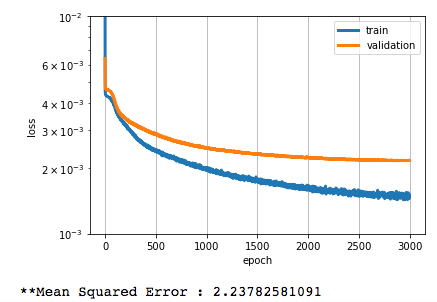 10⁻²
train
validation
6 × 10⁻³
4 × 10⁻³
3 × 10⁻³
2 × 10⁻³
10⁻³
loss
0 500 1000 1500 2000 2500 3000
epoch
**Mean Squared Error : 2.23782581091